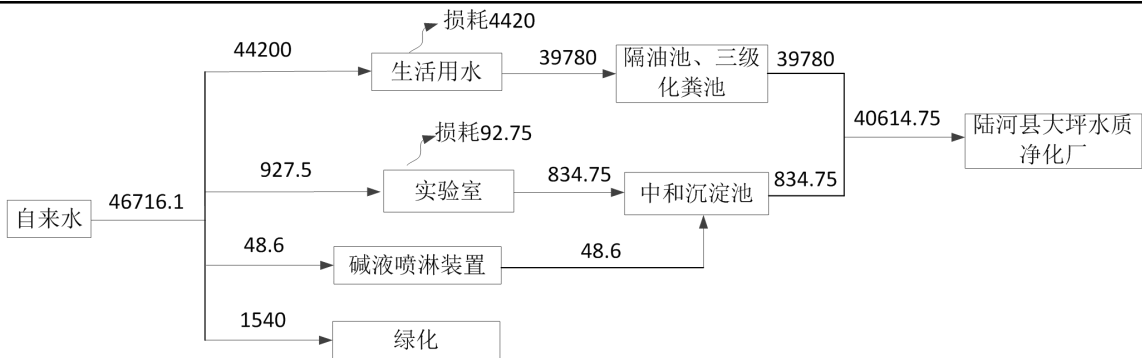 损耗4420
44200
生活用水
39780
隔油池、三级
化粪池
39780
40614.75
陆河县大坪水质
净化厂
损耗92.75
927.5
实验室
834.75
中和沉淀池
834.75
自来水
46716.1
48.6
碱液喷淋装置
48.6
1540
绿化